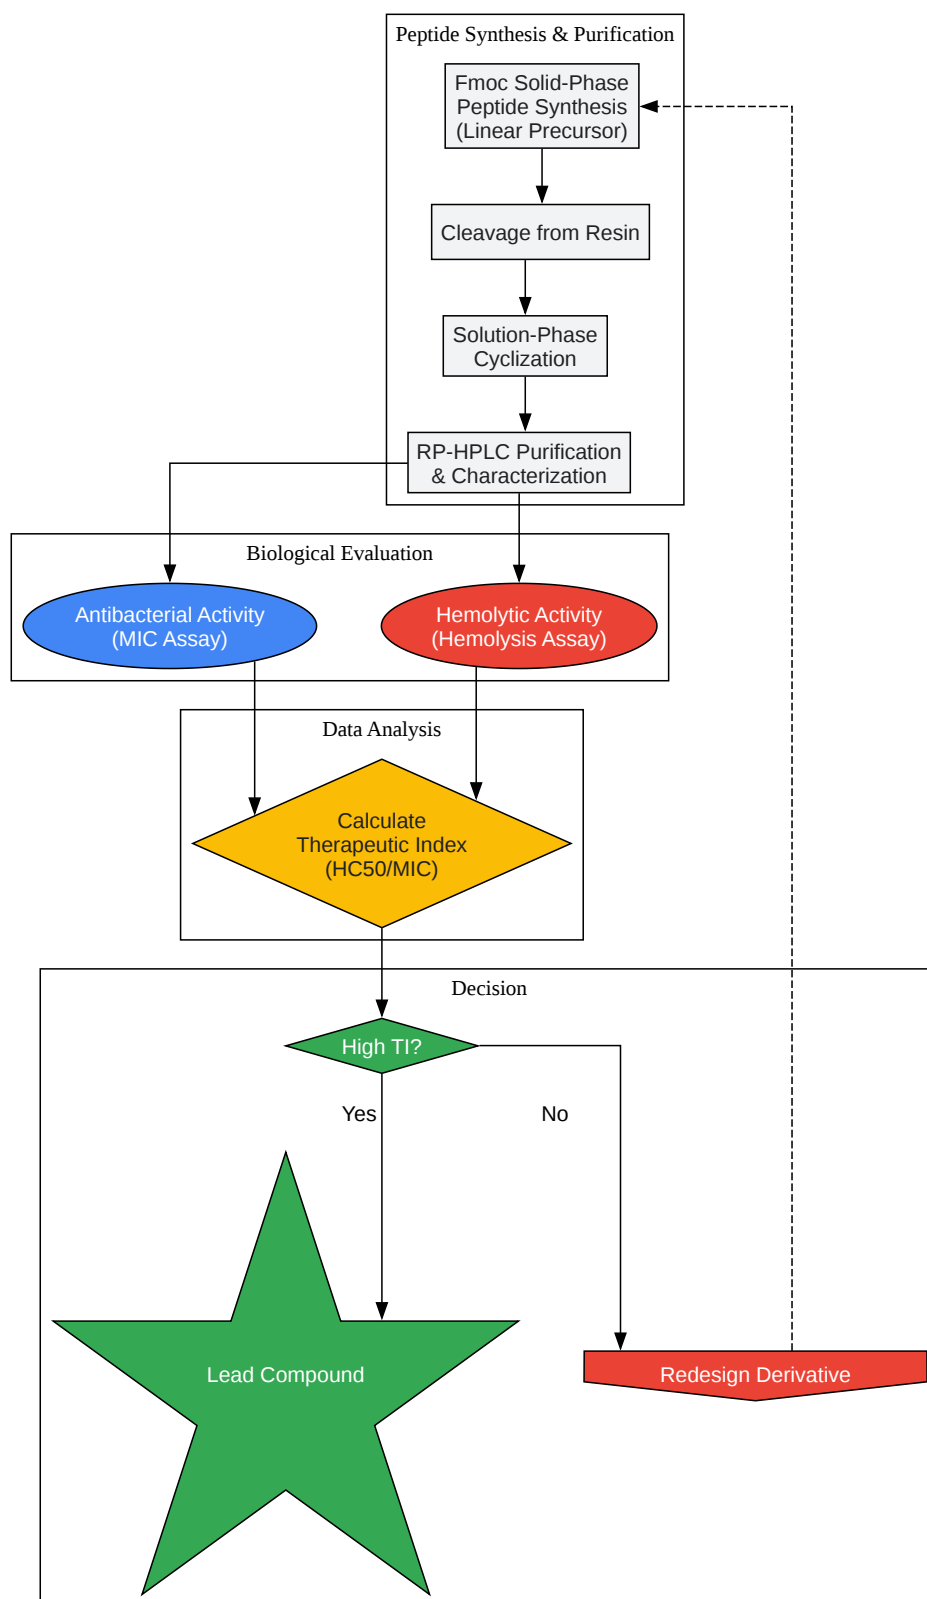 Peptide Synthesis & Purification
Fmoc Solid-Phase
Peptide Synthesis
(Linear Precursor)
Cleavage from Resin
Solution-Phase
Cyclization
RP-HPLC Purification
& Characterization
Biological Evaluation
Antibacterial Activity
(MIC Assay)
Hemolytic Activity
(Hemolysis Assay)
Data Analysis
Calculate
Therapeutic Index
(HC50/MIC)
Decision
High TI?
Yes
No
Lead Compound
Redesign Derivative